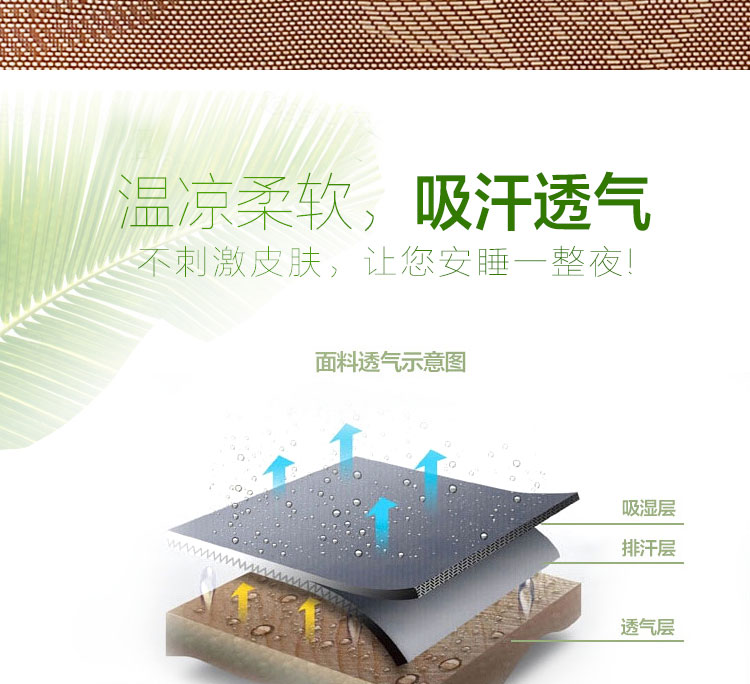 温凉柔软，吸汗透气
不刺激皮肤，让您安睡一整夜!
面料透气示意图
吸湿层
排汗层
透气层